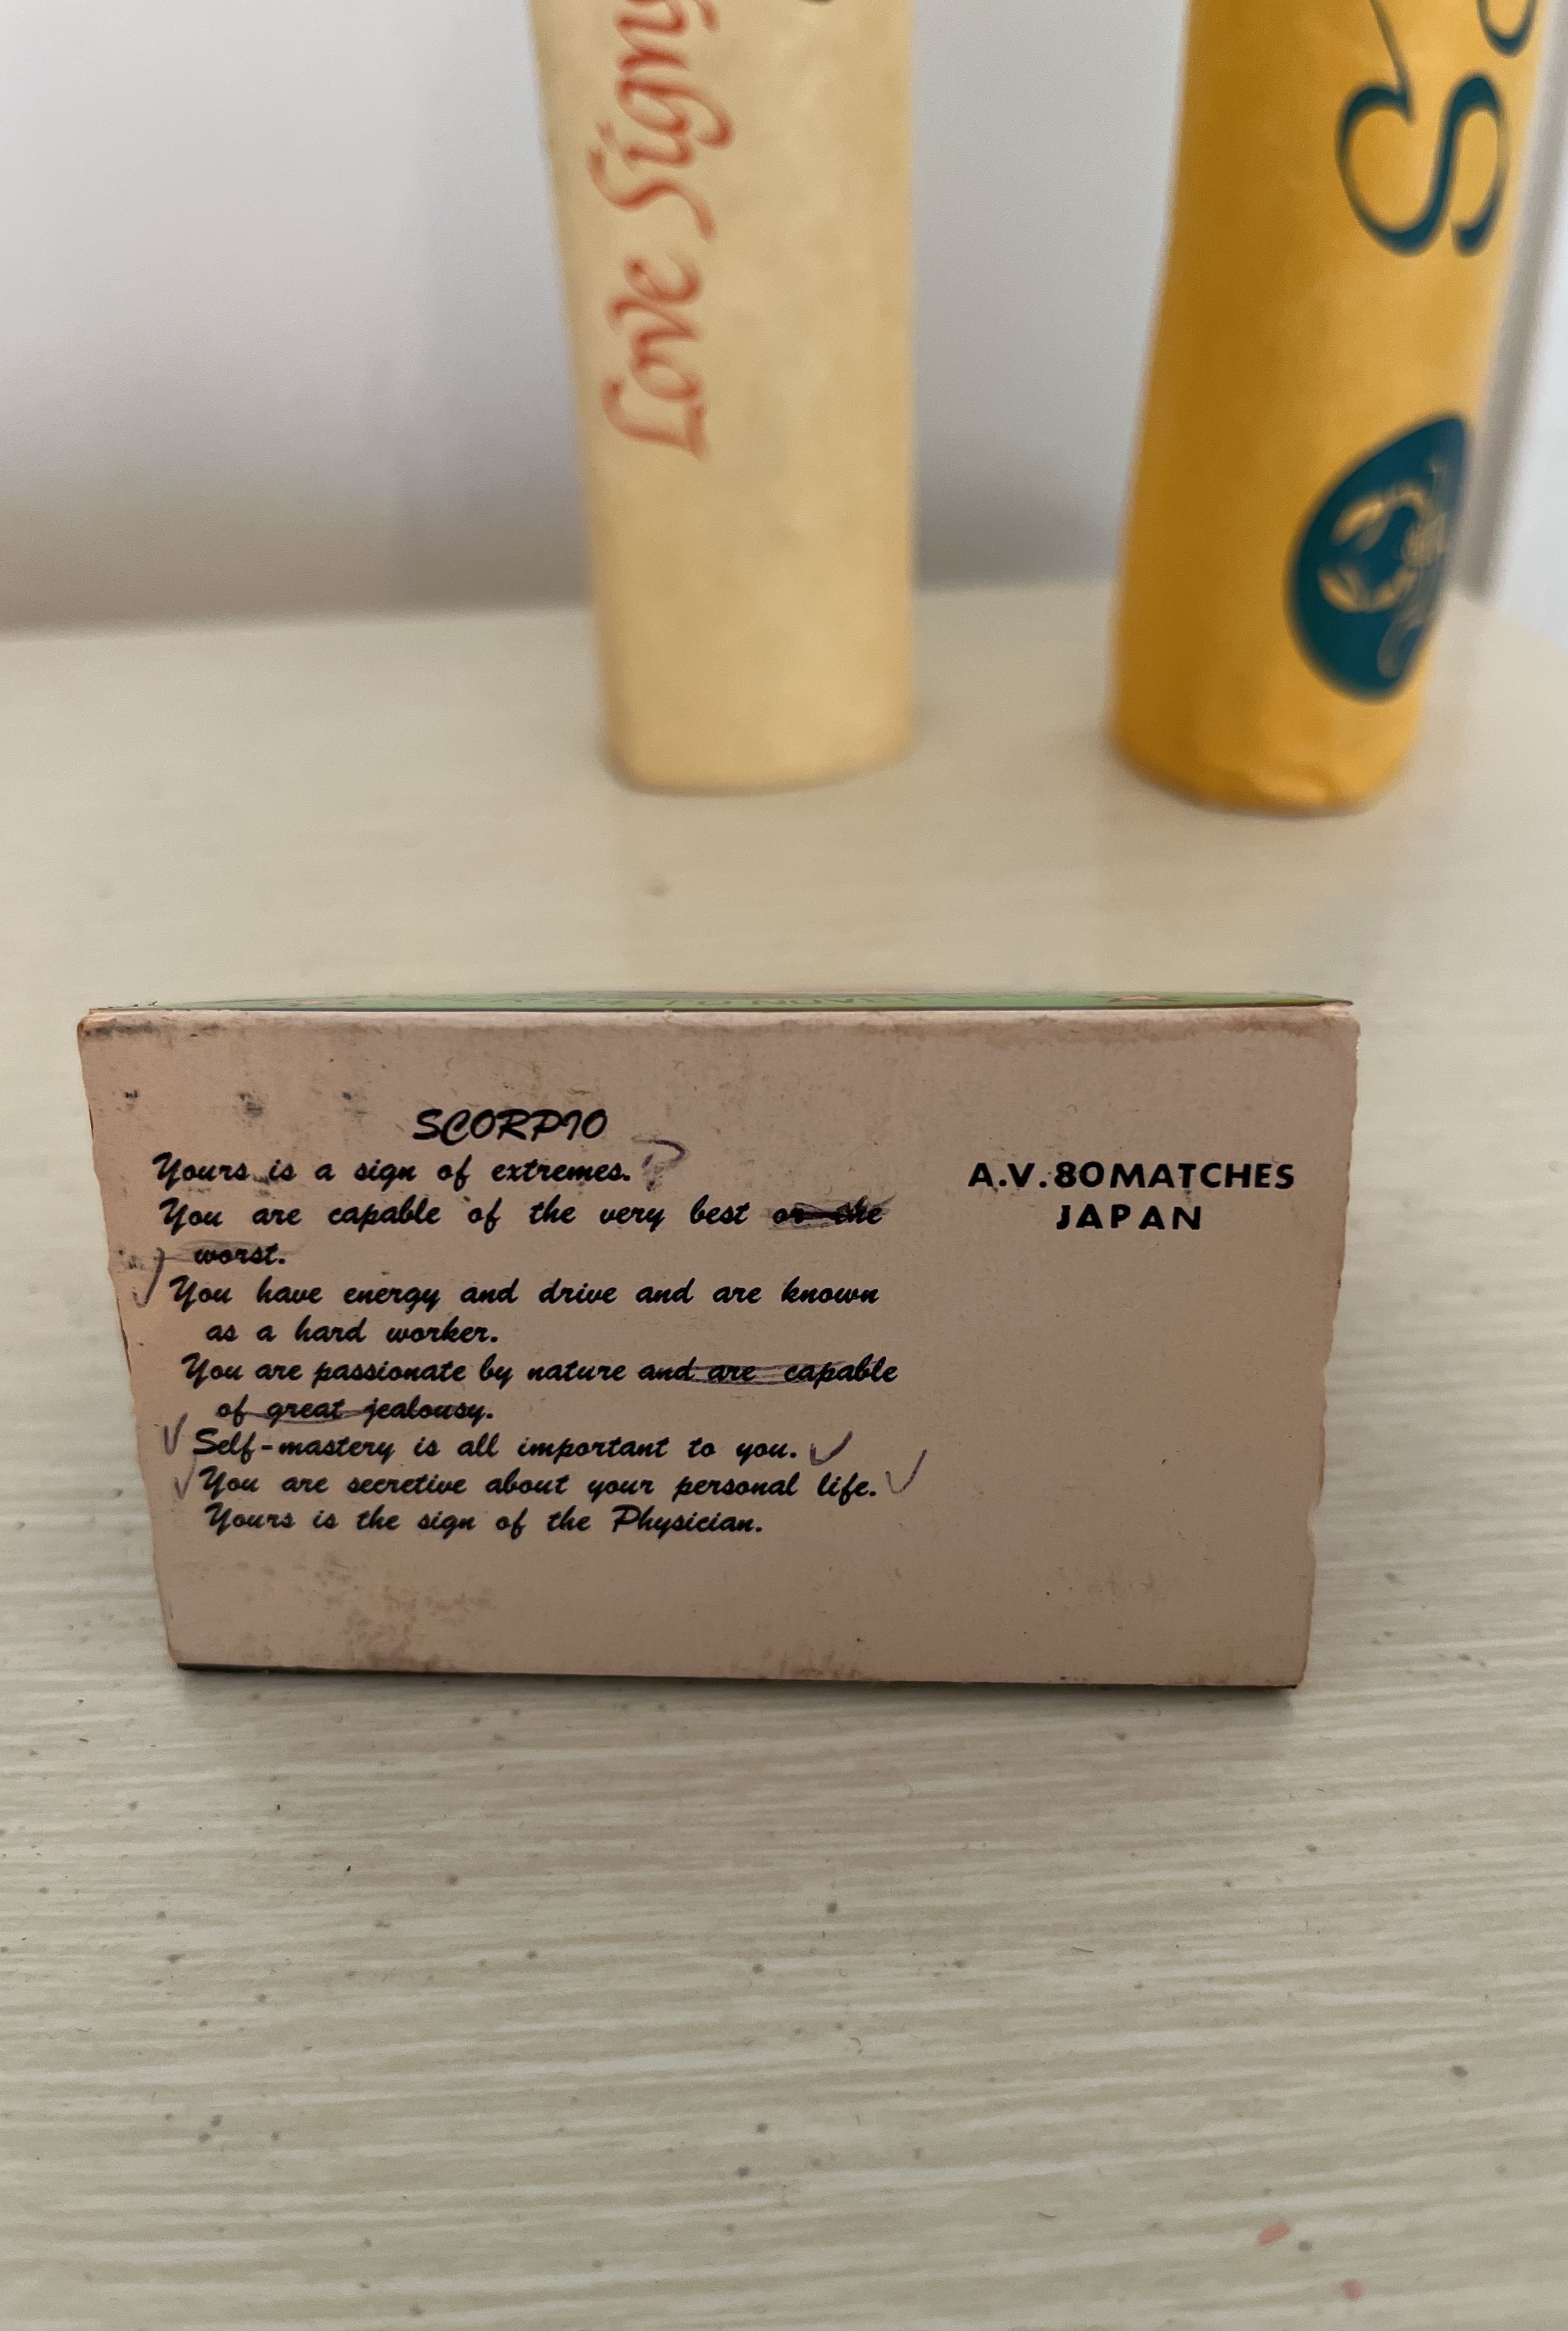 Love Signs
SCORPIO
Yours is a sign of extremes. ?
You are capable of the very best or the
worst.
You have energy and drive and are known
as a hard worker.
You are passionate by nature and are capable
of great jealousy.
Self-mastery is all important to you.
You are secretive about your personal life.
Yours is the sign of the Physician.
A.V.80MATCHES
JAPAN